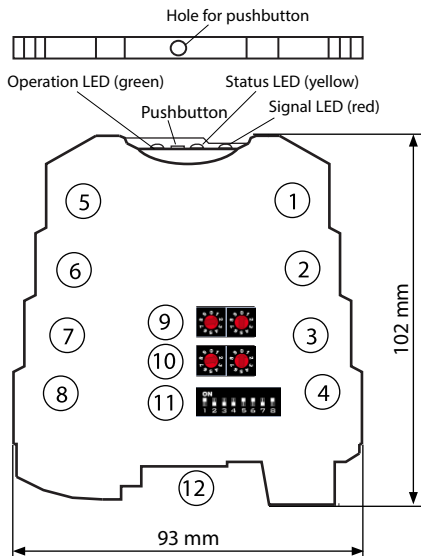 Hole for pushbutton
Operation LED (green)
Status LED (yellow)
Pushbutton
Signal LED (red)
5
1
6
2
9
7
3
10
8
4
11
ON
1 2 3 4 5 6 7 8
12
102 mm
93 mm